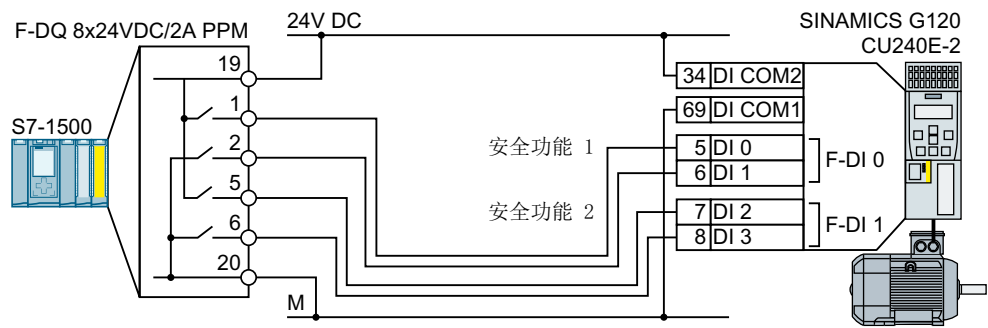 F-DQ 8x24VDC/2A PPM
24V DC
SINAMICS G120
CU240E-2
S7-1500
19
1
2
5
6
20
M
安全功能 1
安全功能 2
34 DI COM2
69 DI COM1
5 DI 0
6 DI 1
F-DI 0
7 DI 2
8 DI 3
F-DI 1